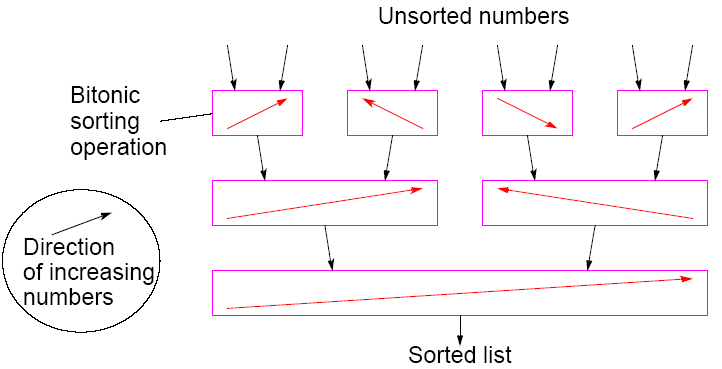 Unsorted numbers
Bitonic
sorting
operation
Direction
of increasing
numbers
Sorted list